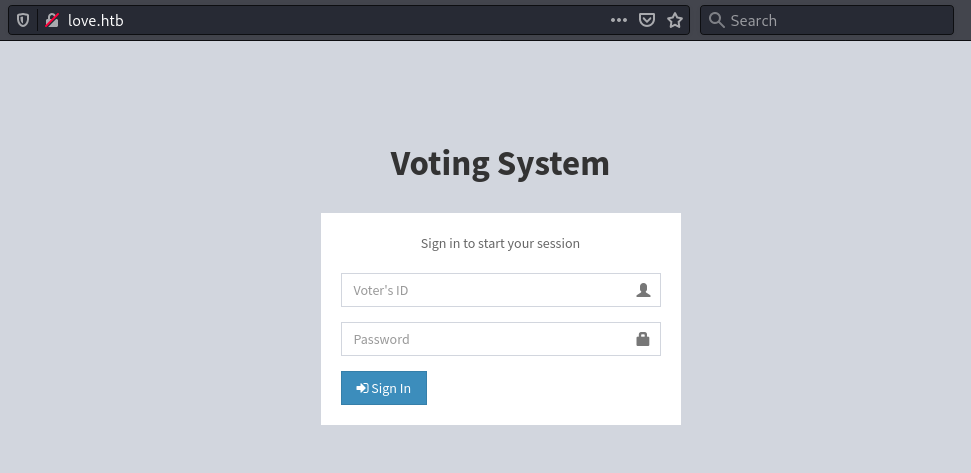 love.htb
Search
Voting System
Sign in to start your session
Voter's ID
Password
Sign In